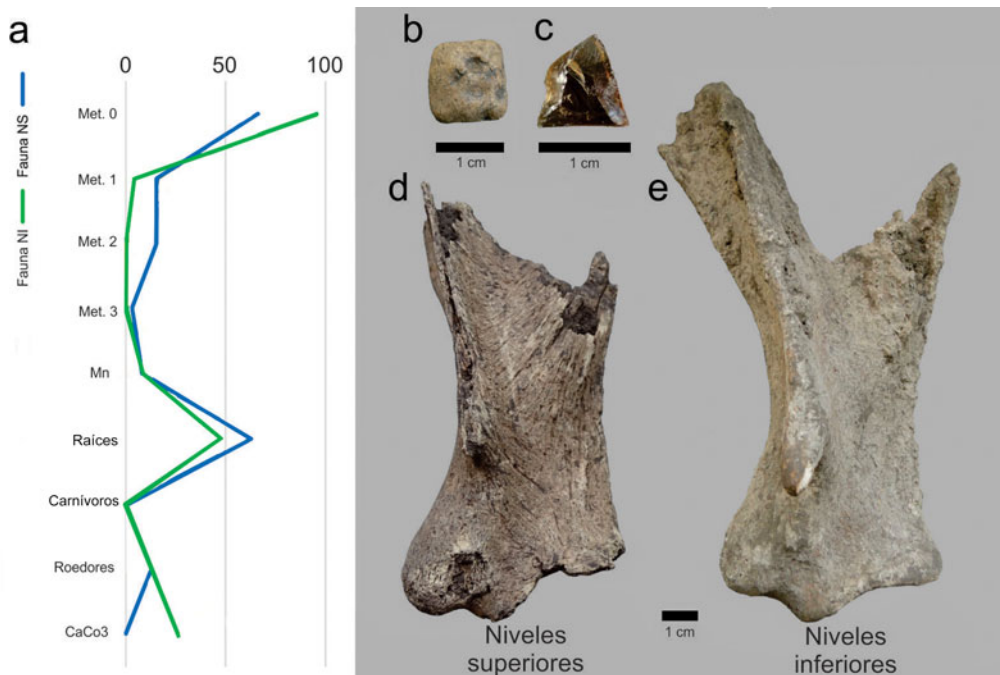 a
0 50 100
Fauna NI Fauna NS
Met. 0
Met. 1
Met. 2
Met. 3
Mn
Raíces
Carnívoros
Roedores
CaCo3
b
1 cm
c
1 cm
d
e
1 cm
Niveles
superiores
Niveles
inferiores